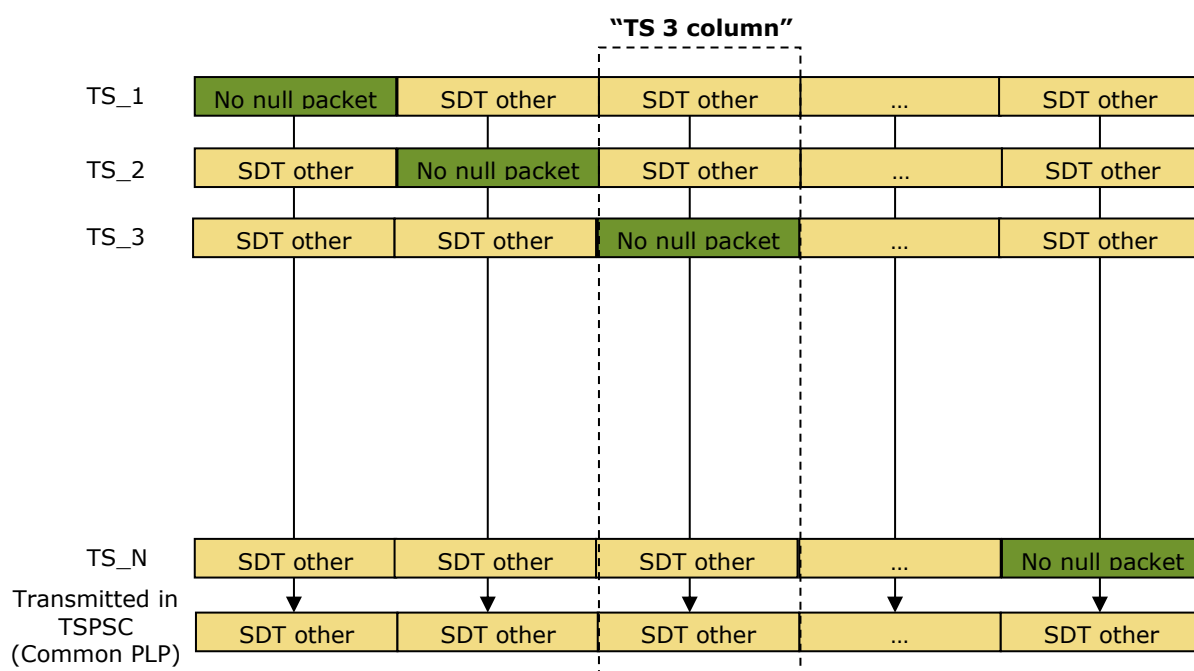 “TS 3 column”
TS_1 No null packet SDT other SDT other ... SDT other
TS_2 SDT other No null packet SDT other ... SDT other
TS_3 SDT other SDT other No null packet ... SDT other
TS_N SDT other SDT other SDT other ... No null packet
Transmitted in
TSPSC
(Common PLP)
SDT other SDT other SDT other ... SDT other